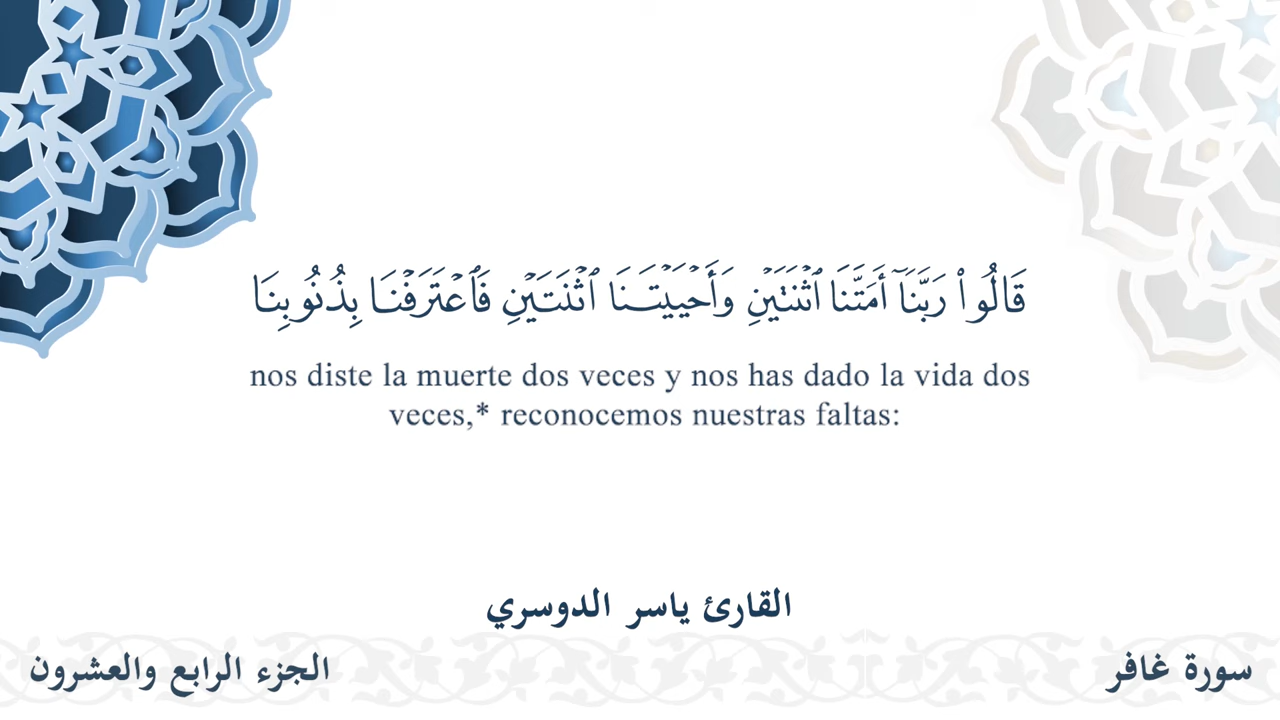 قَالُوا۟ رَبَّنَآ أَمَتَّنَا ٱثْنَتَيْنِ وَأَحْيَيْتَنَا ٱثْنَتَيْنِ فَٱعْتَرَفْنَا بِذُنُوبِنَا
nos diste la muerte dos veces y nos has dado la vida dos
veces,* reconocemos nuestras faltas:
القارئ ياسر الدوسري
سورة غافر
الجزء الرابع والعشرون